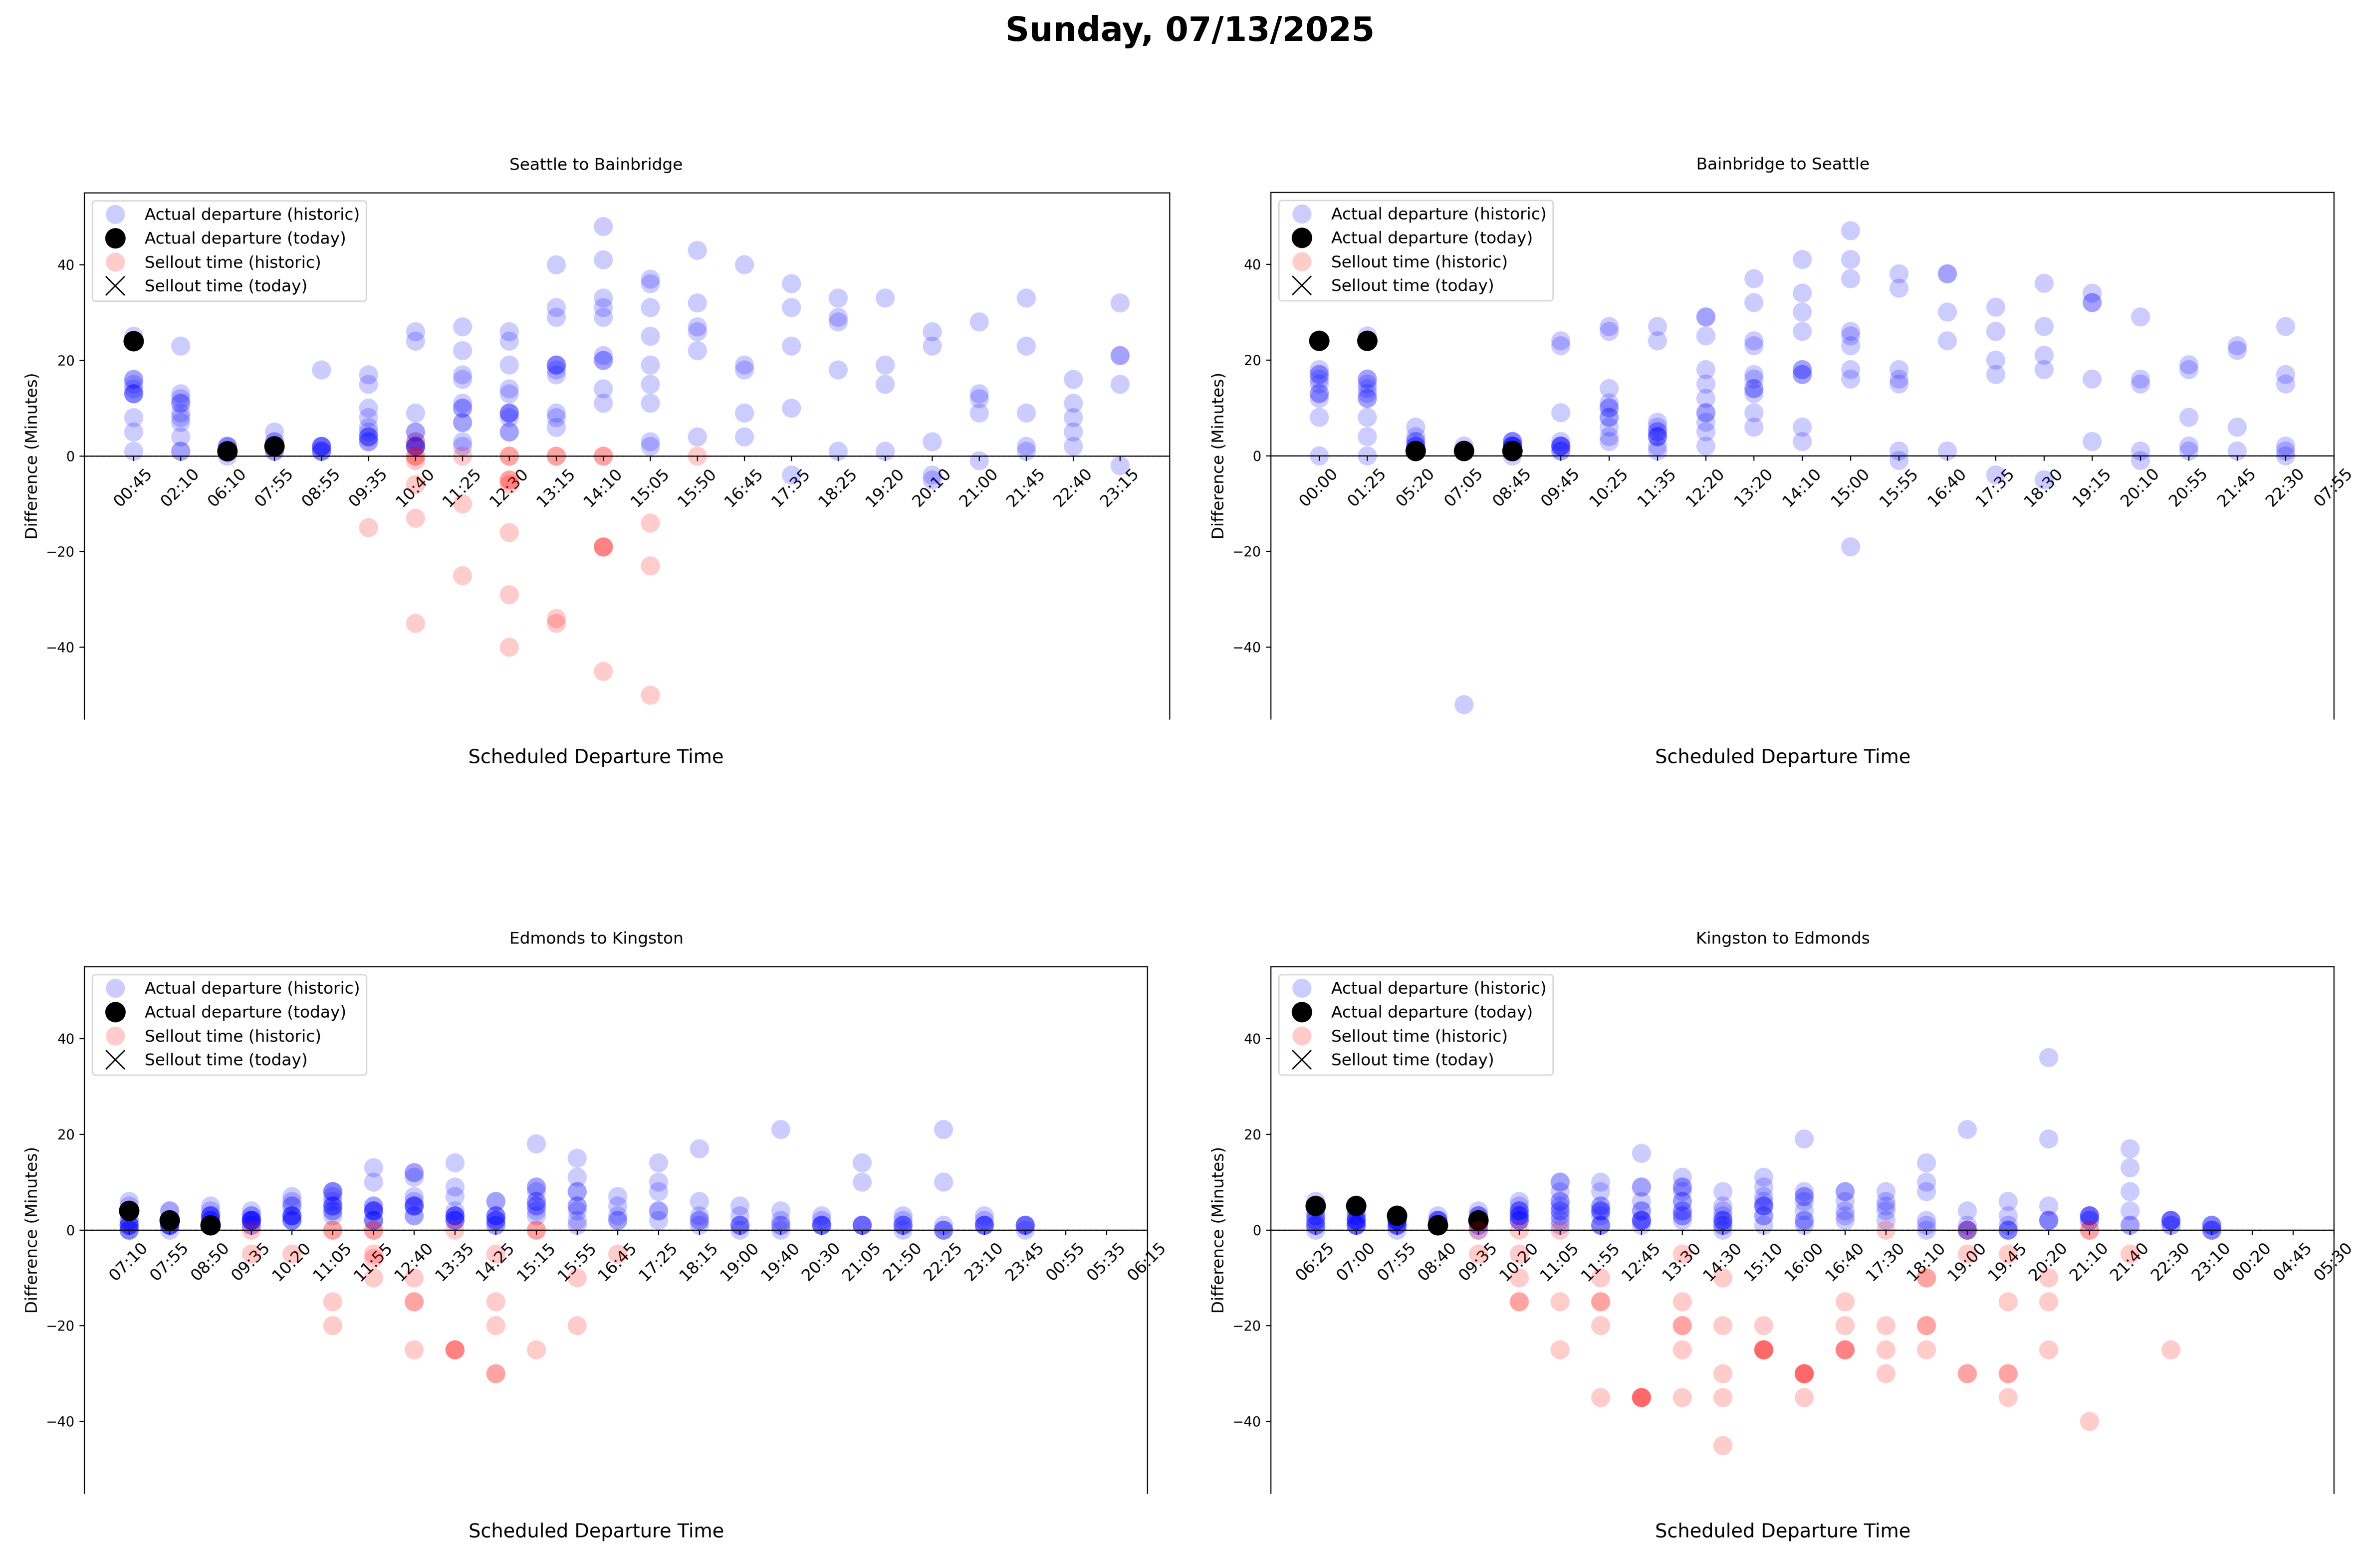 Sunday, 07/13/2025
Seattle to Bainbridge
Actual departure (historic)
Actual departure (today)
Sellout time (historic)
Sellout time (today)
Difference (Minutes)
40
20
0
−20
−40
00:45 02:10 06:10 07:55 08:55 09:35 10:40 11:25 12:30 13:15 14:10 15:05 15:50 16:45 17:35 18:25 19:20 20:10 21:00 21:45 22:40 23:15
Scheduled Departure Time
Bainbridge to Seattle
Actual departure (historic)
Actual departure (today)
Sellout time (historic)
Sellout time (today)
Difference (Minutes)
40
20
0
−20
−40
00:00 01:25 05:20 07:05 08:45 09:45 10:25 11:35 12:20 13:20 14:10 15:00 15:55 16:40 17:35 18:30 19:15 20:10 20:55 21:45 22:30 07:55
Scheduled Departure Time
Edmonds to Kingston
Actual departure (historic)
Actual departure (today)
Sellout time (historic)
Sellout time (today)
Difference (Minutes)
40
20
0
−20
−40
07:10 07:55 08:50 09:35 10:20 11:05 11:55 12:40 13:35 14:25 15:15 15:55 16:45 17:25 18:15 19:00 19:40 20:30 21:05 21:50 22:25 23:10 23:45 00:55 05:35 06:15
Scheduled Departure Time
Kingston to Edmonds
Actual departure (historic)
Actual departure (today)
Sellout time (historic)
Sellout time (today)
Difference (Minutes)
40
20
0
−20
−40
06:25 07:00 07:55 08:40 09:35 10:20 11:05 11:55 12:45 13:30 14:30 15:10 16:00 16:40 17:30 18:10 19:00 19:45 20:20 21:10 21:40 22:30 23:10 00:20 04:45 05:30
Scheduled Departure Time